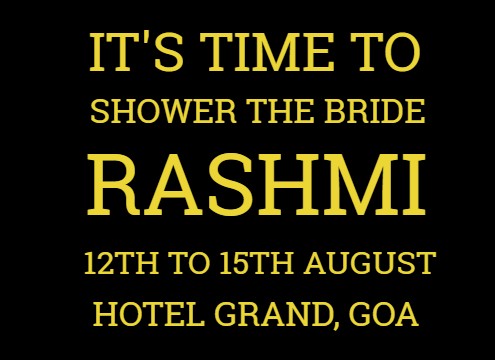 IT'S TIME TO
SHOWER THE BRIDE
RASHMI
12TH TO 15TH AUGUST
HOTEL GRAND, GOA